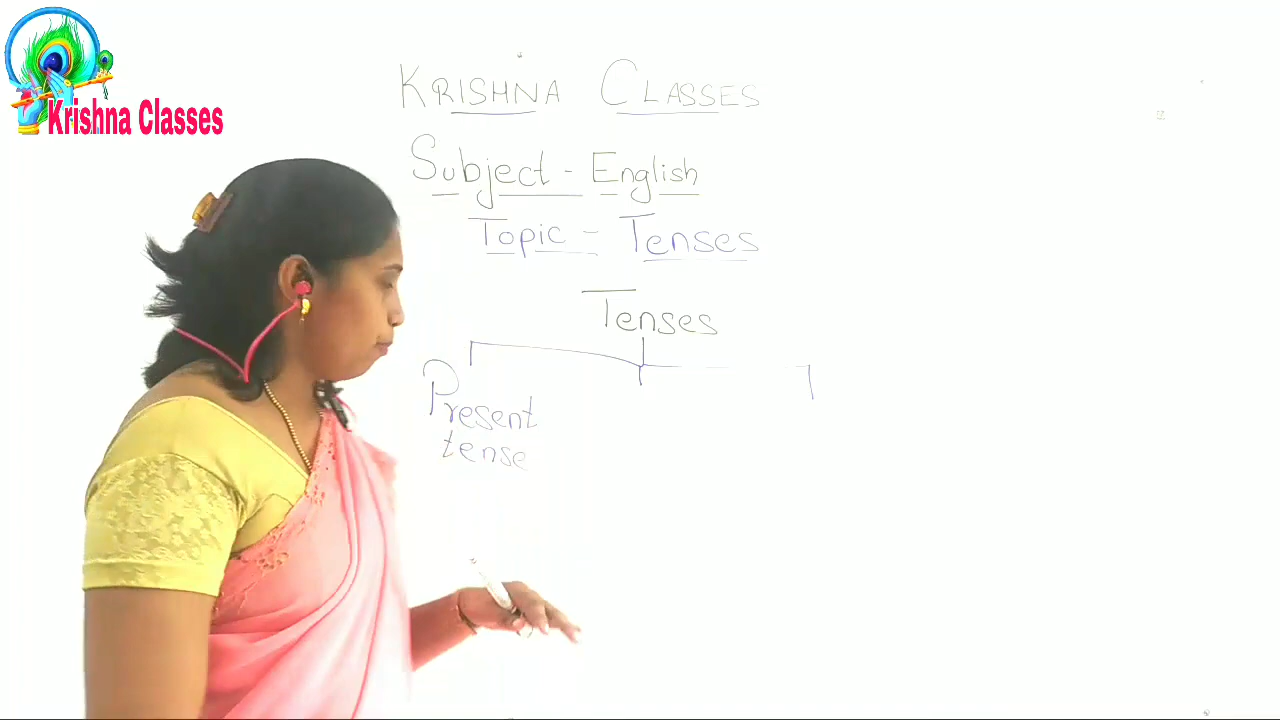 Krishna Classes
KRISHNA CLASSES
Subject - English
Topic - Tenses
Tenses
Present
tense